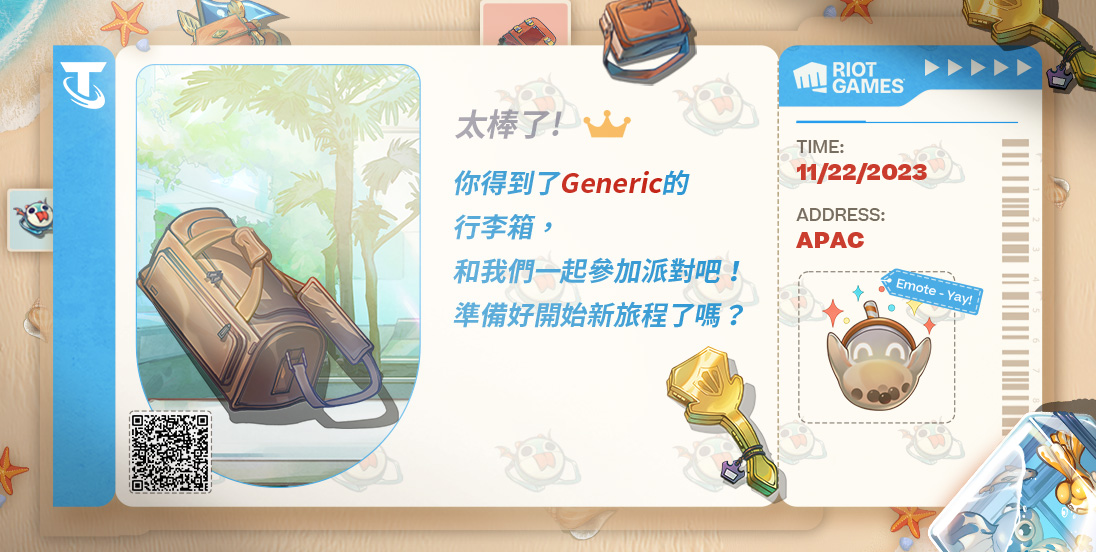 太棒了！
你得到了Generic的
行李箱，
和我們一起參加派對吧！
準備好開始新旅程了嗎？
RIOT
GAMES
TIME:
11/22/2023
ADDRESS:
APAC
Emote - Yay!